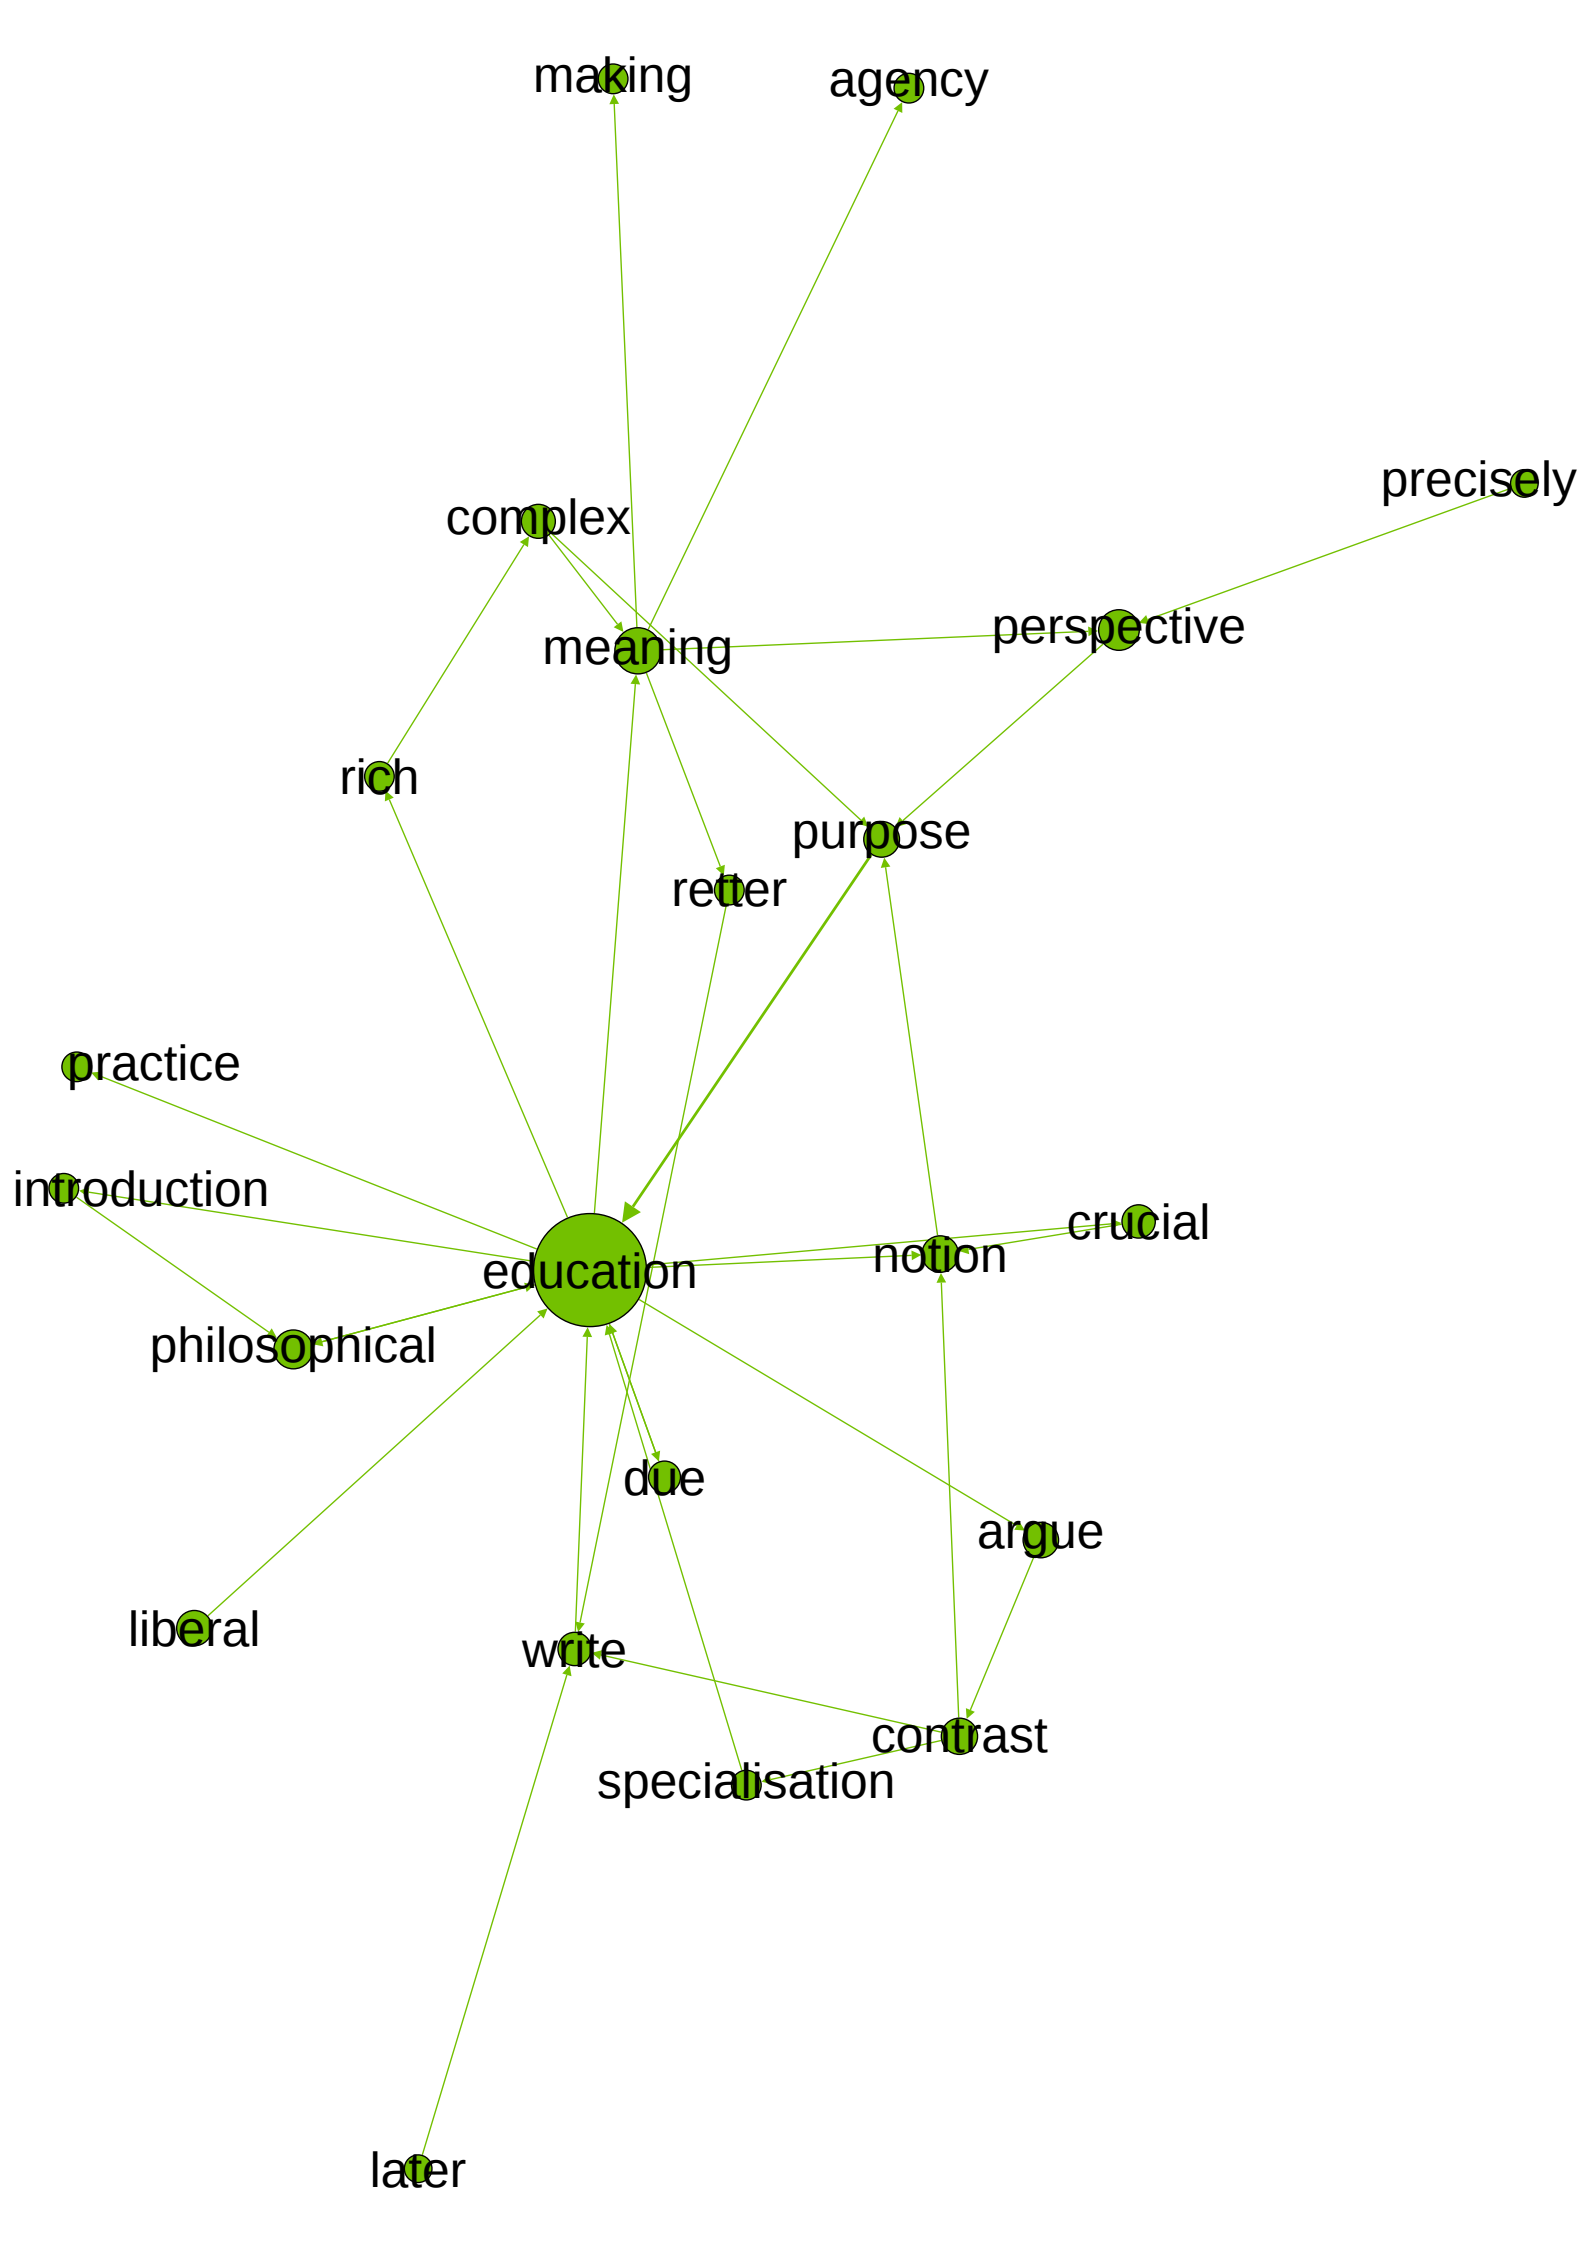 making
agency
precisely
complex
perspective
meaning
rich
purpose
retter
practice
introduction
crucial
notion
education
philosophical
due
argue
liberal
write
contrast
specialisation
later